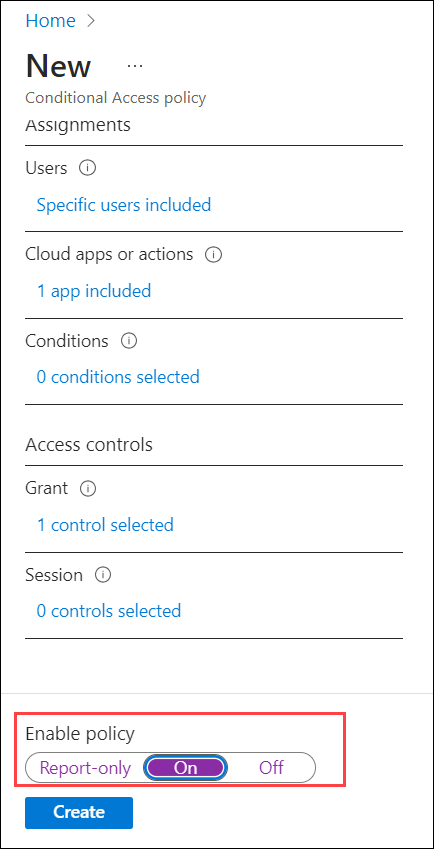 Home >
New ...
Conditional Access policy
Assignments
Users
Specific users included
Cloud apps or actions
1 app included
Conditions
0 conditions selected
Access controls
Grant
1 control selected
Session
0 controls selected
Enable policy
Report-only On Off
Create